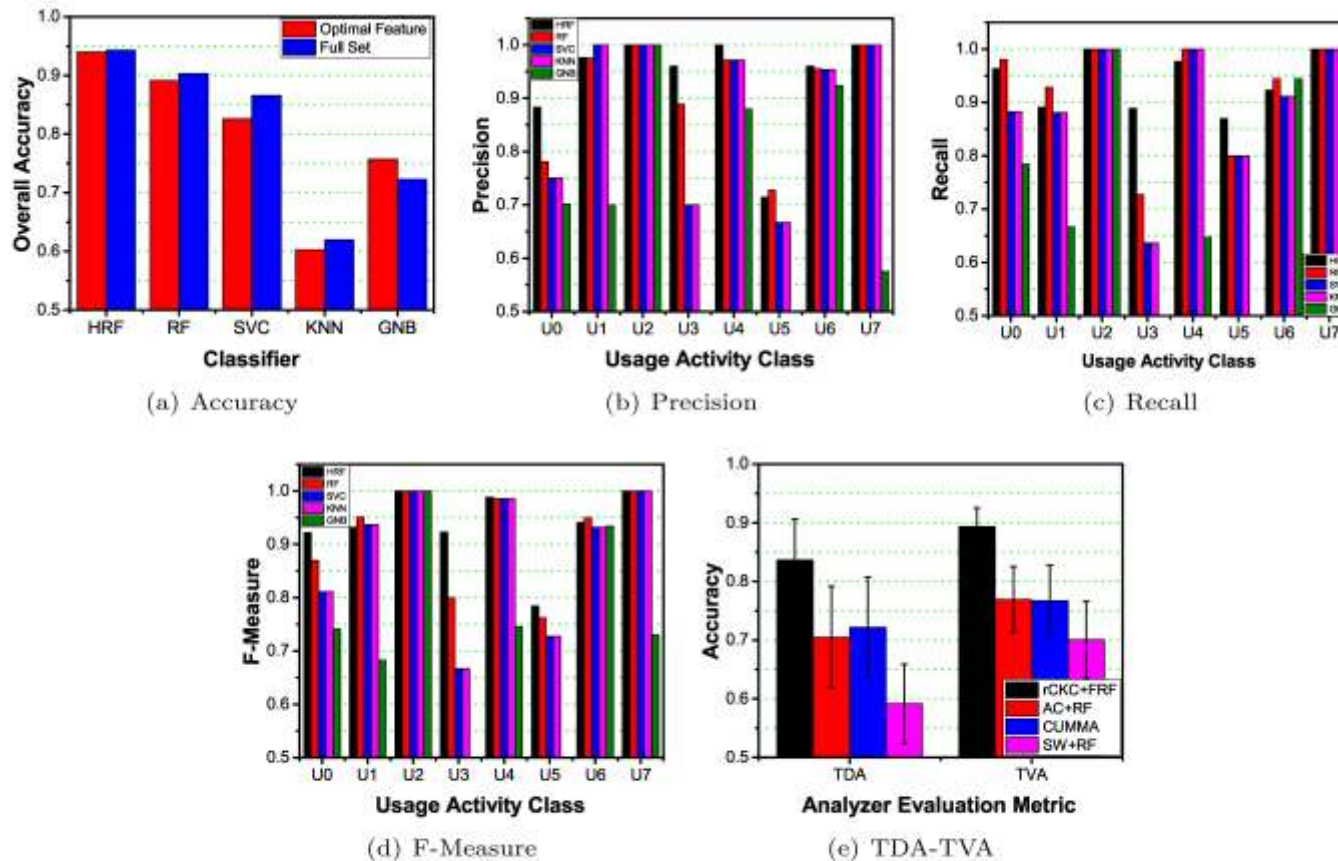 1.0
0.9
0.8
0.7
0.6
0.5
Overall Accuracy
Optimal Feature
Full Set
HRF RF SVC KNN GNB
Classifier
(a) Accuracy
1.0
0.9
0.8
0.7
0.6
0.5
Precision
HRF
RF
SVC
KNN
GNB
U0 U1 U2 U3 U4 U5 U6 U7
Usage Activity Class
(b) Precision
1.0
0.9
0.8
0.7
0.6
0.5
Recall
U0 U1 U2 U3 U4 U5 U6 U7
Usage Activity Class
(c) Recall
1.0
0.9
0.8
0.7
0.6
0.5
F-Measure
HRF
RF
SVC
KNN
GNB
U0 U1 U2 U3 U4 U5 U6 U7
Usage Activity Class
(d) F-Measure
1.0
0.9
0.8
0.7
0.6
0.5
Accuracy
rCKC+FRF
AC+RF
CUMMA
SW+RF
TDA TVA
Analyzer Evaluation Metric
(e) TDA-TVA